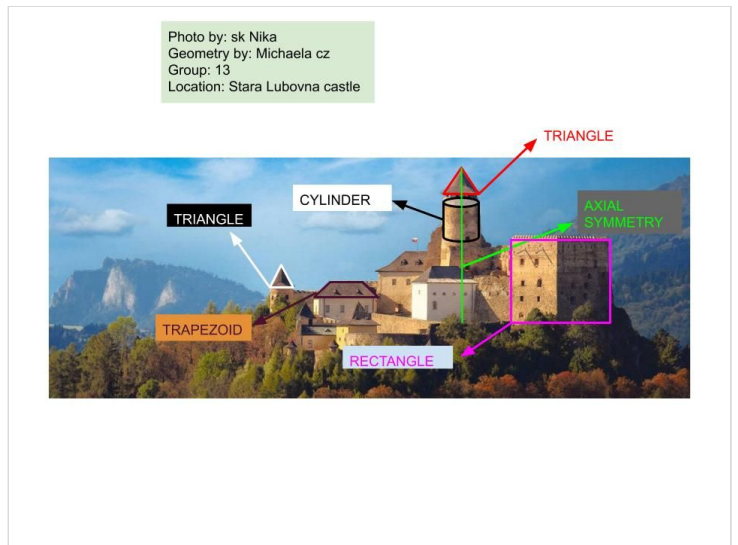 Photo by: sk Nika
Geometry by: Michaela cz
Group: 13
Location: Stara Lubovna castle
TRIANGLE
CYLINDER
TRIANGLE
AXIAL
SYMMETRY
TRAPEZOID
RECTANGLE